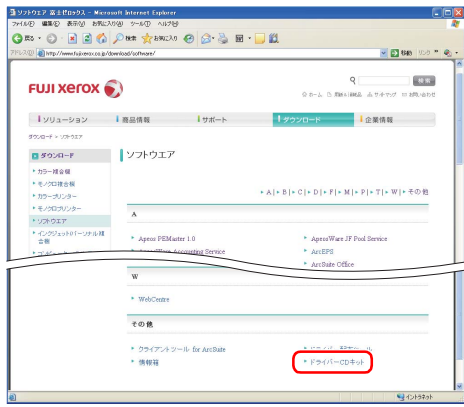 ソフトウエア 富士ゼロックス - Microsoft Internet Explorer
ファイル(F) 編集(E) 表示(V) お気に入り(A) ツール(T) ヘルプ(H)
戻る 検索 お気に入り
アドレス(D) http://www.fujixerox.co.jp/download/software/ 移動 リンク
検索
FUJI XEROX
ホーム サイトマップ お問い合わせ
ソリューション 商品情報 サポート ダウンロード 企業情報
ダウンロード > ソフトウエア
ダウンロード
ソフトウエア
カラー複合機
モノクロ複合機
カラープリンター
モノクロプリンター
ソフトウエア
インクジェット0パーソナル複合機
A | B | C | D | F | M | P | T | W | その他
A
Apeos PEMaster 1.0
ApeosWare JF Pool Service
ApeosWare Accounting Service
ArcEPS
ArcSuite Office
W
WebCentre
その他
クライアントツール for ArcSuite
情報箱
ドライバーCDキット
イントラネット